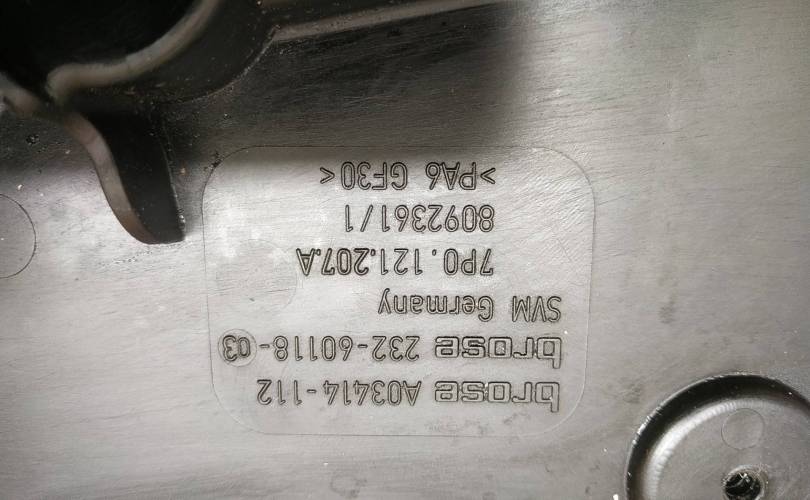 brose A03414-112
brose 232-60118-03
SVM Germany
7P0.121.207.A
8092361/1
>PA6 GF30<